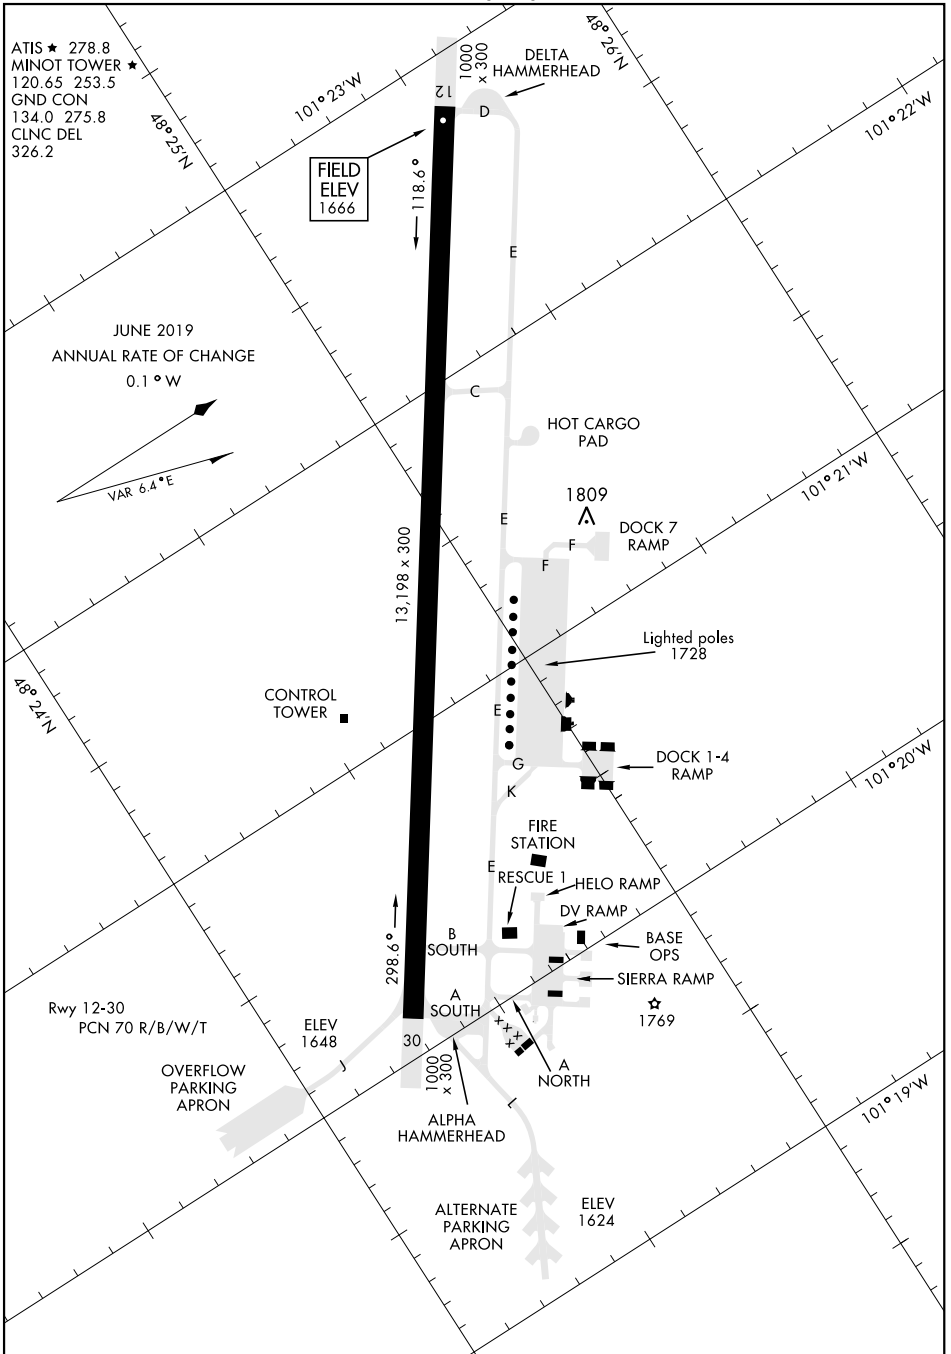 ATIS ★ 278.8
MINOT TOWER ★
120.65 253.5
GND CON
134.0 275.8
CLNC DEL
326.2
48°25'N
101°23'W
FIELD
ELEV
1666
12
1000
x 300
DELTA
HAMMERHEAD
D
48°26'N
101°22'W
118.6°
E
JUNE 2019
ANNUAL RATE OF CHANGE
0.1° W
VAR 6.4°E
C
HOT CARGO
PAD
101°21'W
1809
E
F
DOCK 7
RAMP
F
13,198 x 300
Lighted poles
1728
48°24'N
CONTROL
TOWER
E
G
DOCK 1-4
RAMP
101°20'W
K
FIRE
STATION
E
RESCUE 1
HELO RAMP
DV RAMP
298.6°
B
SOUTH
BASE
OPS
SIERRA RAMP
A
SOUTH
1769
Rwy 12-30
PCN 70 R/B/W/T
ELEV
1648
30
1000
x 300
x x x x
J
A
NORTH
OVERFLOW
PARKING
APRON
L
101°19'W
ALPHA
HAMMERHEAD
ALTERNATE
PARKING
APRON
ELEV
1624